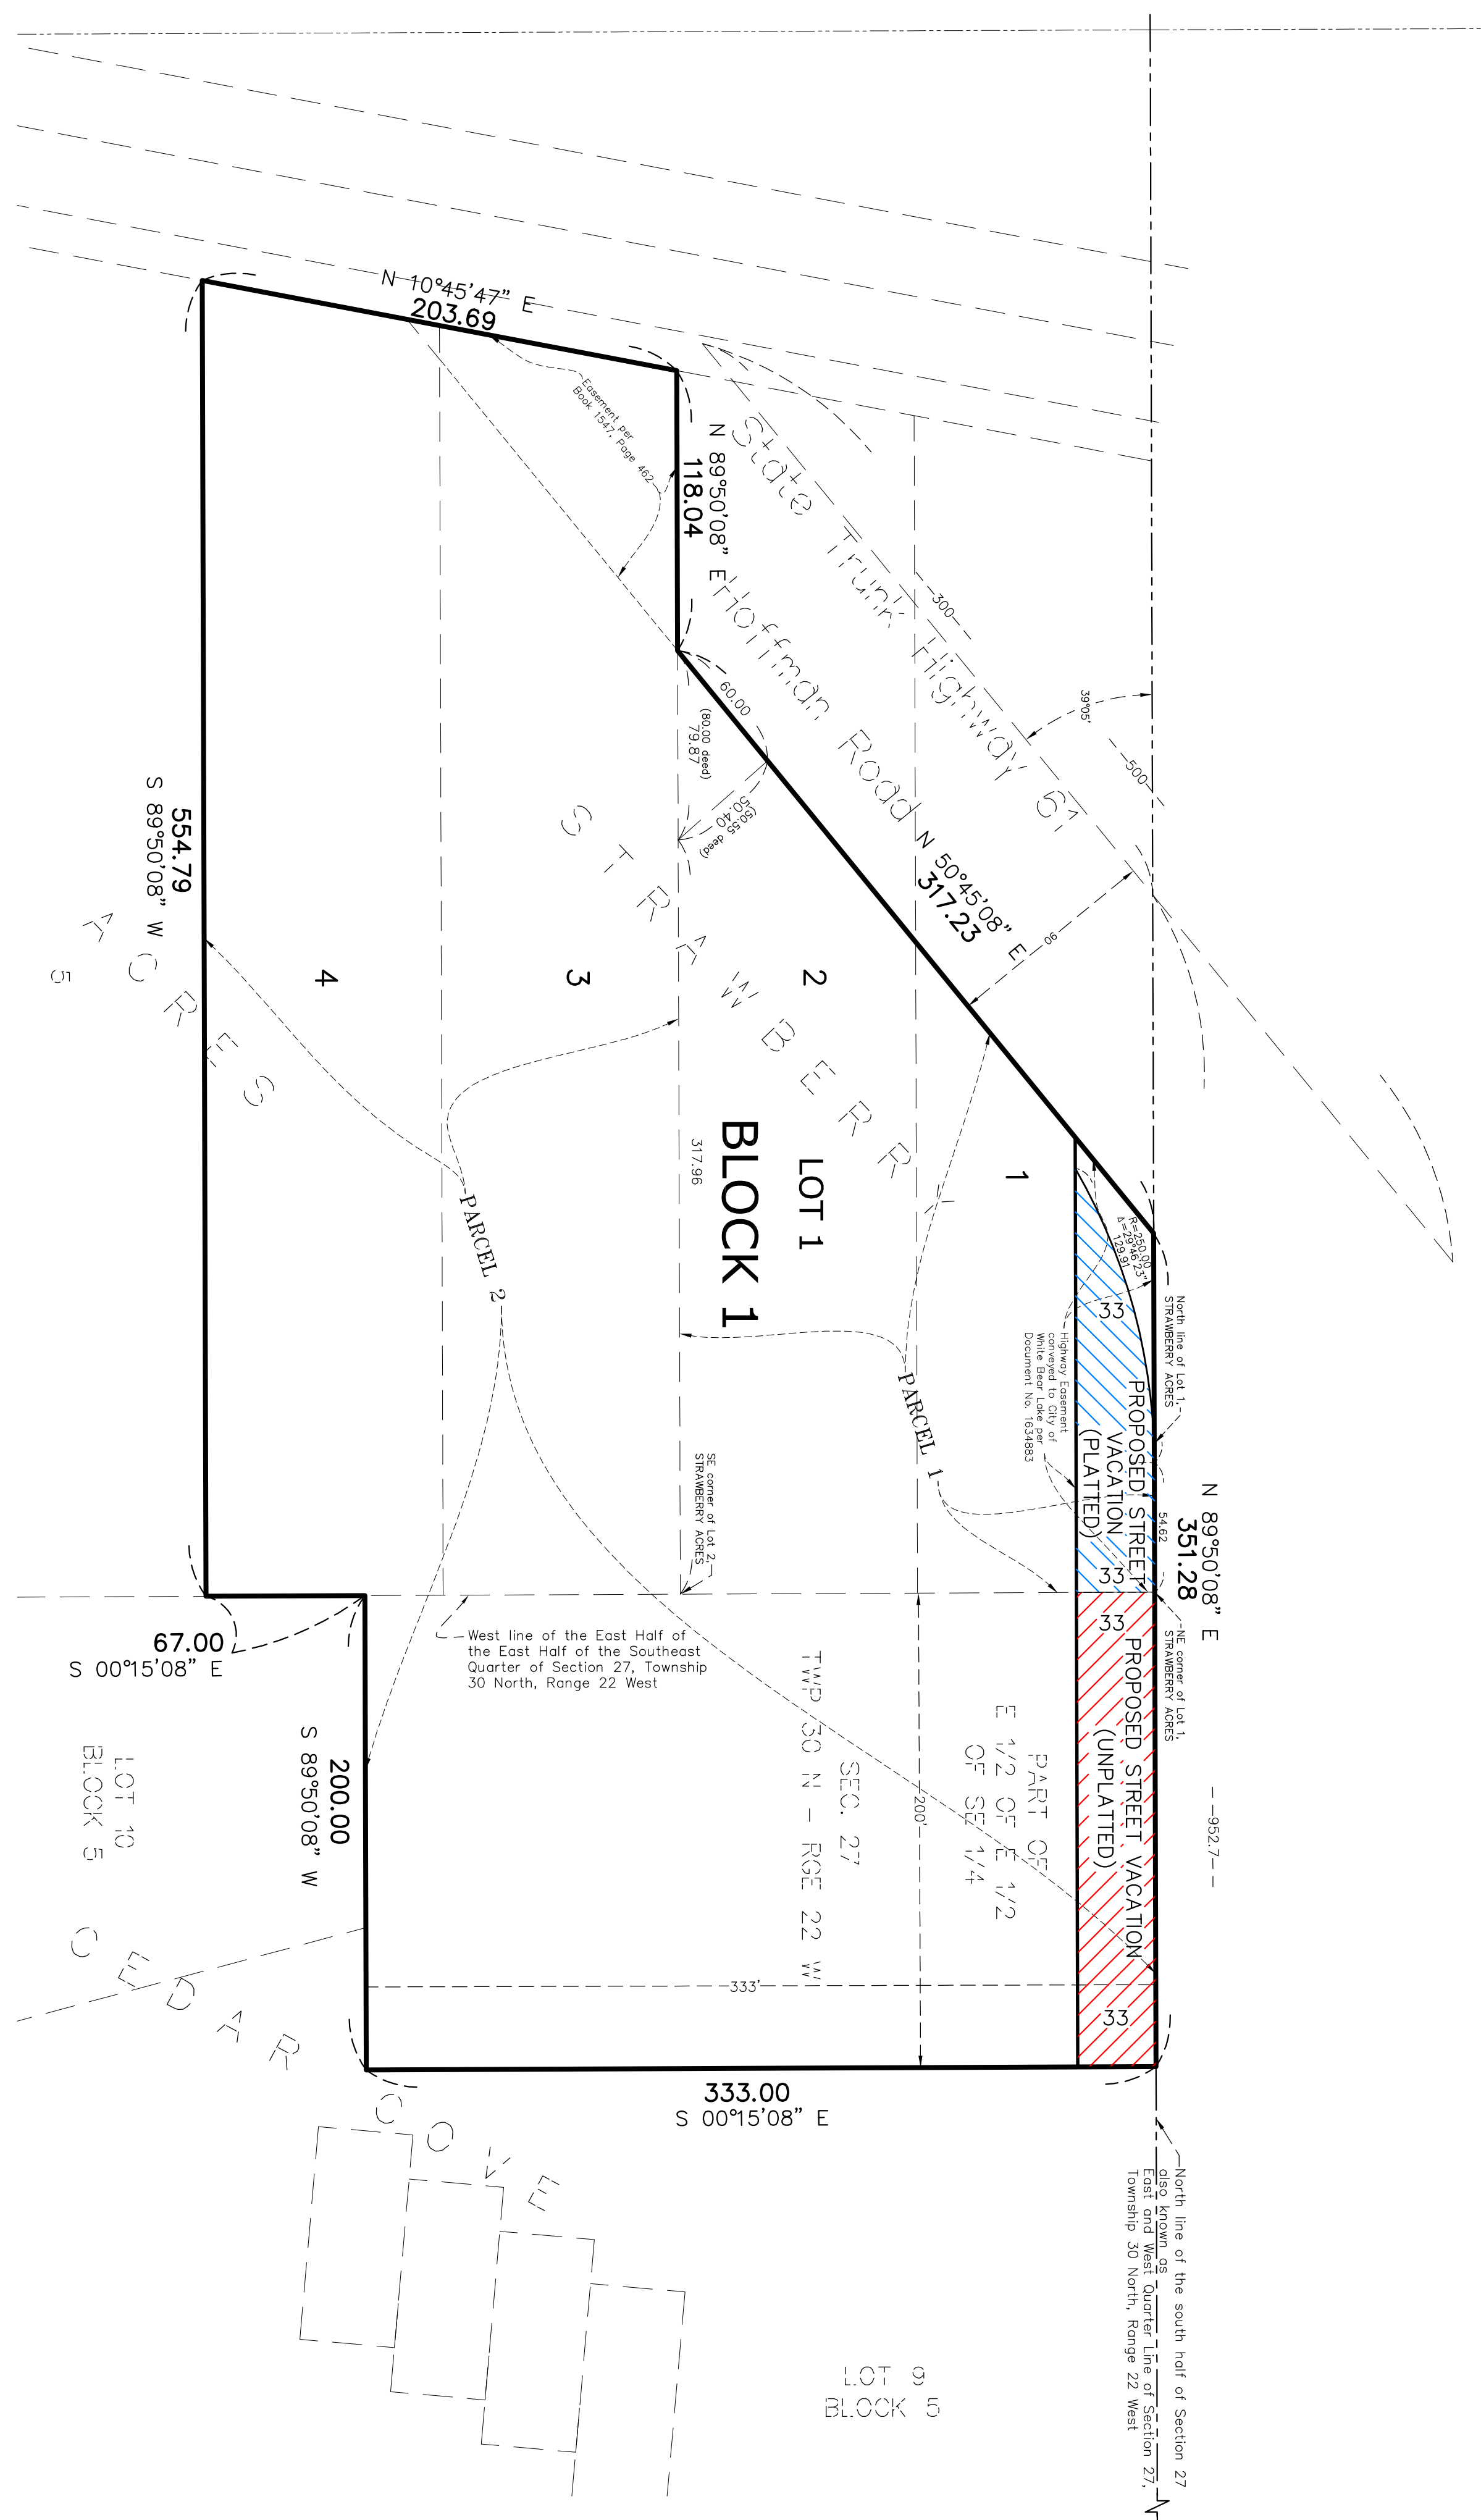 N 89°50'08" E
351.28
--952.7--
54.62
North line of Lot 1,
STRAWBERRY ACRES
NE corner of Lot 1,
STRAWBERRY ACRES
North line of the south half of Section 27
also known as
East and West Quarter Line of Section 27,
Township 30 North, Range 22 West
39°05'
500
300
State Trunk Highway 61
Hoffman Road
90
N 50°45'08" E
317.23
R=250.00
Δ=29°46'23"
129.91
33
PROPOSED STREET
VACATION
(PLATTED)
33
33
PROPOSED STREET VACATION
(UNPLATTED)
33
Highway Easement
conveyed to City of
White Bear Lake per
Document No. 1634883
1
PARCEL 1
PART OF
E 1/2 OF E 1/2
OF SE 1/4
200'
SEC. 27
TWP 30 N - RGE 22 W
N 10°45'47" E
203.69
N 89°50'08" E
118.04
Easement per
Book 1547, Page 462
60.00
(80.00 deed)
79.87
(50.55 deed)
50.40
2
LOT 1
BLOCK 1
317.96
SE corner of Lot 2,
STRAWBERRY ACRES
333'
333.00
S 00°15'08" E
STRAWBERRY
3
PARCEL 2
West line of the East Half of
the East Half of the Southeast
Quarter of Section 27, Township
30 North, Range 22 West
4
554.79
S 89°50'08" W
ACRES
5
67.00
S 00°15'08" E
200.00
S 89°50'08" W
LOT 10
BLOCK 5
CEDAR COVE
LOT 9
BLOCK 5